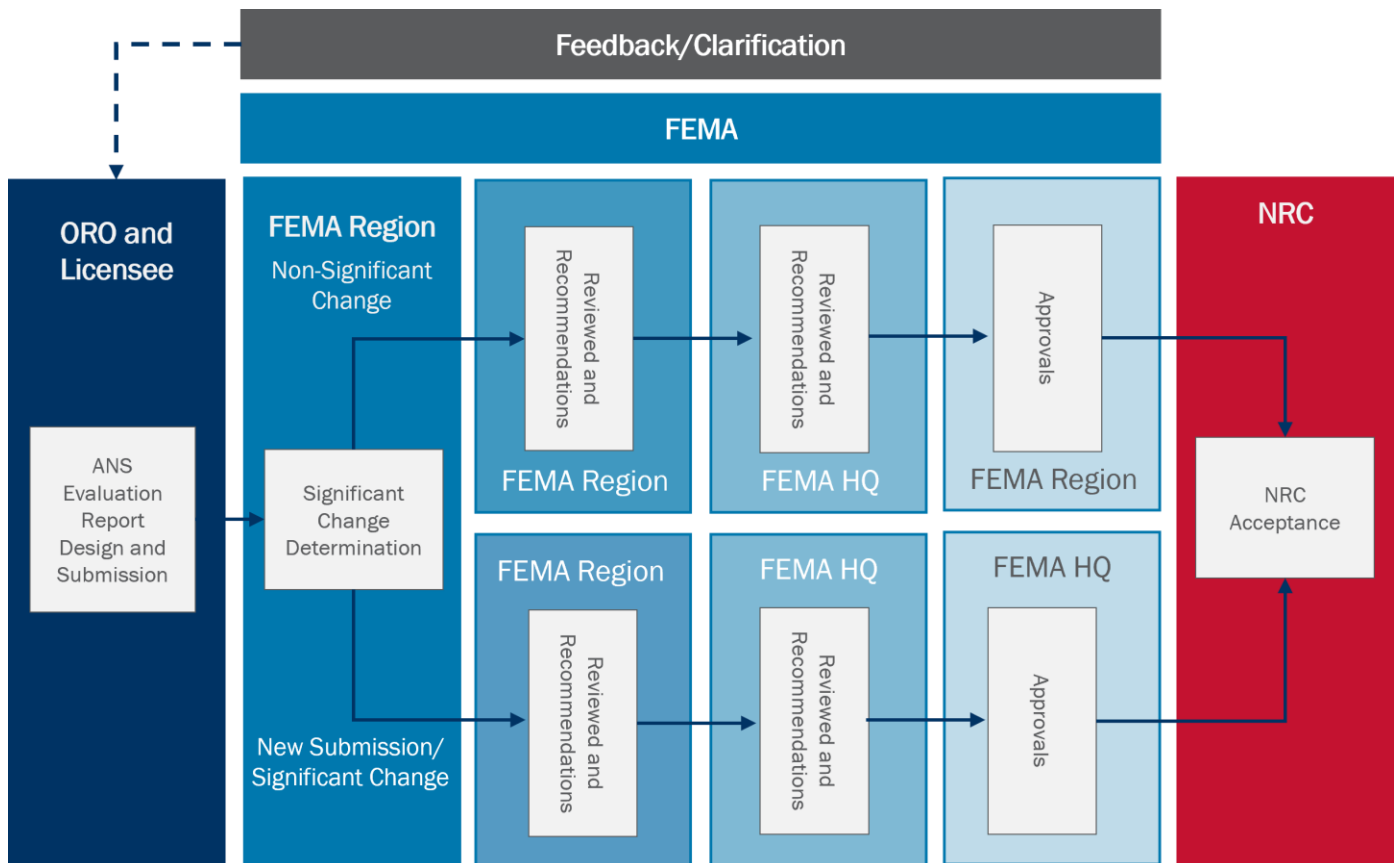 Feedback/Clarification
FEMA
ORO and
Licensee
ANS
Evaluation
Report
Design and
Submission
FEMA Region
Non-Significant
Change
Significant
Change
Determination
New Submission/
Significant Change
Reviewed and
Recommendations
FEMA Region
Reviewed and
Recommendations
FEMA HQ
Approvals
FEMA Region
FEMA Region
Reviewed and
Recommendations
FEMA HQ
Reviewed and
Recommendations
FEMA HQ
Approvals
NRC
NRC
Acceptance